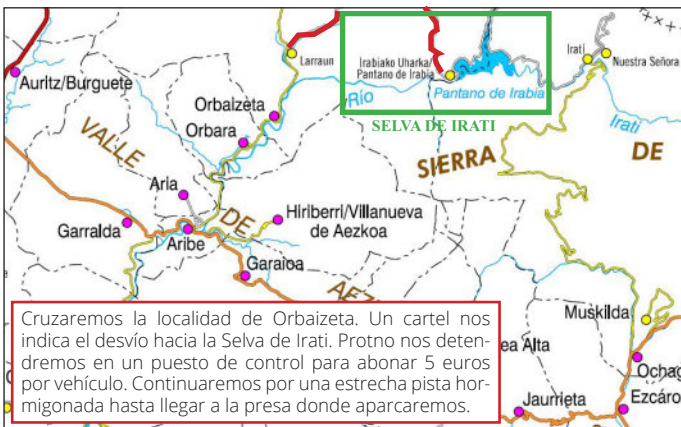 Larraun
Irabiako Uharka/
Pantano de Irabia
Irati
Nuestra Señora
Auritz/Burguete
Río
Pantano de Irabia
Orbaizeta
SELVA DE IRATI
Irati
Orbara
VALLE
SIERRA
DE
Aria
DE
Hiriberri/Villanueva
de Aezkoa
Garralda
Aribe
Garaioa
AEZ
Muskilda
Cruzaremos la localidad de Orbaizeta. Un cartel nos
indica el desvío hacia la Selva de Irati. Protno nos deten-
dremos en un puesto de control para abonar 5 euros
por vehículo. Continuaremos por una estrecha pista hor-
migonada hasta llegar a la presa donde aparcaremos.
ea Alta
Ochag
Jaurrieta
Ezcáro